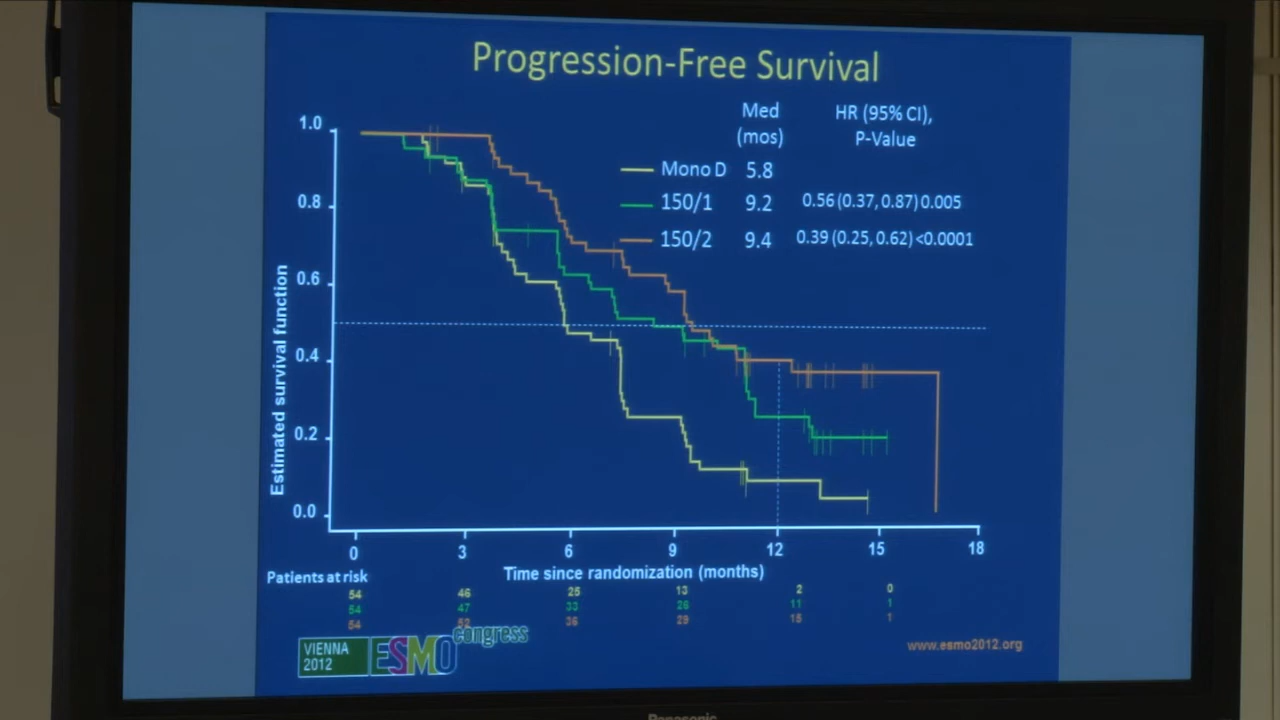 Progression-Free Survival
Med (mos)
HR (95% CI), P-Value
Mono D 5.8
150/1 9.2 0.56 (0.37, 0.87) 0.005
150/2 9.4 0.39 (0.25, 0.62) <0.0001
Estimated survival function
1.0
0.8
0.6
0.4
0.2
0.0
0 3 6 9 12 15 18
Time since randomization (months)
Patients at risk
54 46 25 13 2 0
54 47 33 26 11 1
54 52 36 29 15 1
VIENNA 2012
ESMO congress
www.esmo2012.org
Panasonic